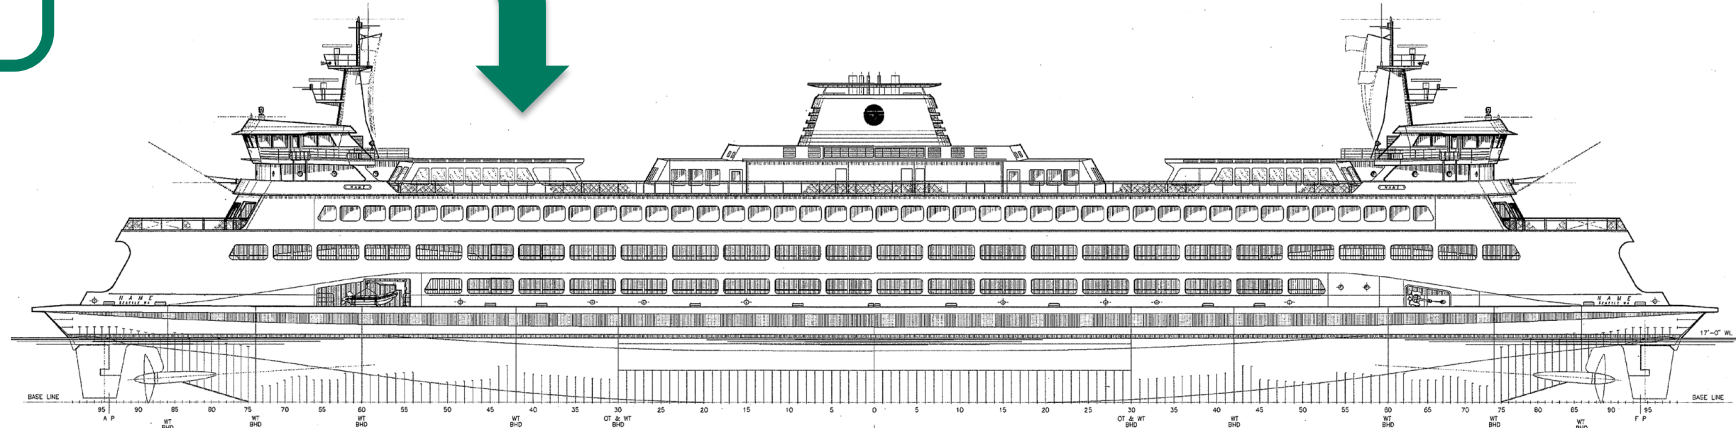 NAME NAME
NAME NAME
SEATTLE WA SEATTLE WA
17'-0" WL
BASE LINE BASE LINE
95 90 85 80 75 70 55 60 55 50 45 40 35 30 25 20 15 10 5 0 5 10 15 20 25 30 35 40 45 50 55 60 65 70 75 80 85 90 95
A P WT WT WT WT OT & WT OT & WT WT WT WT WT F P
BHD BHD BHD BHD BHD BHD BHD BHD BHD BHD